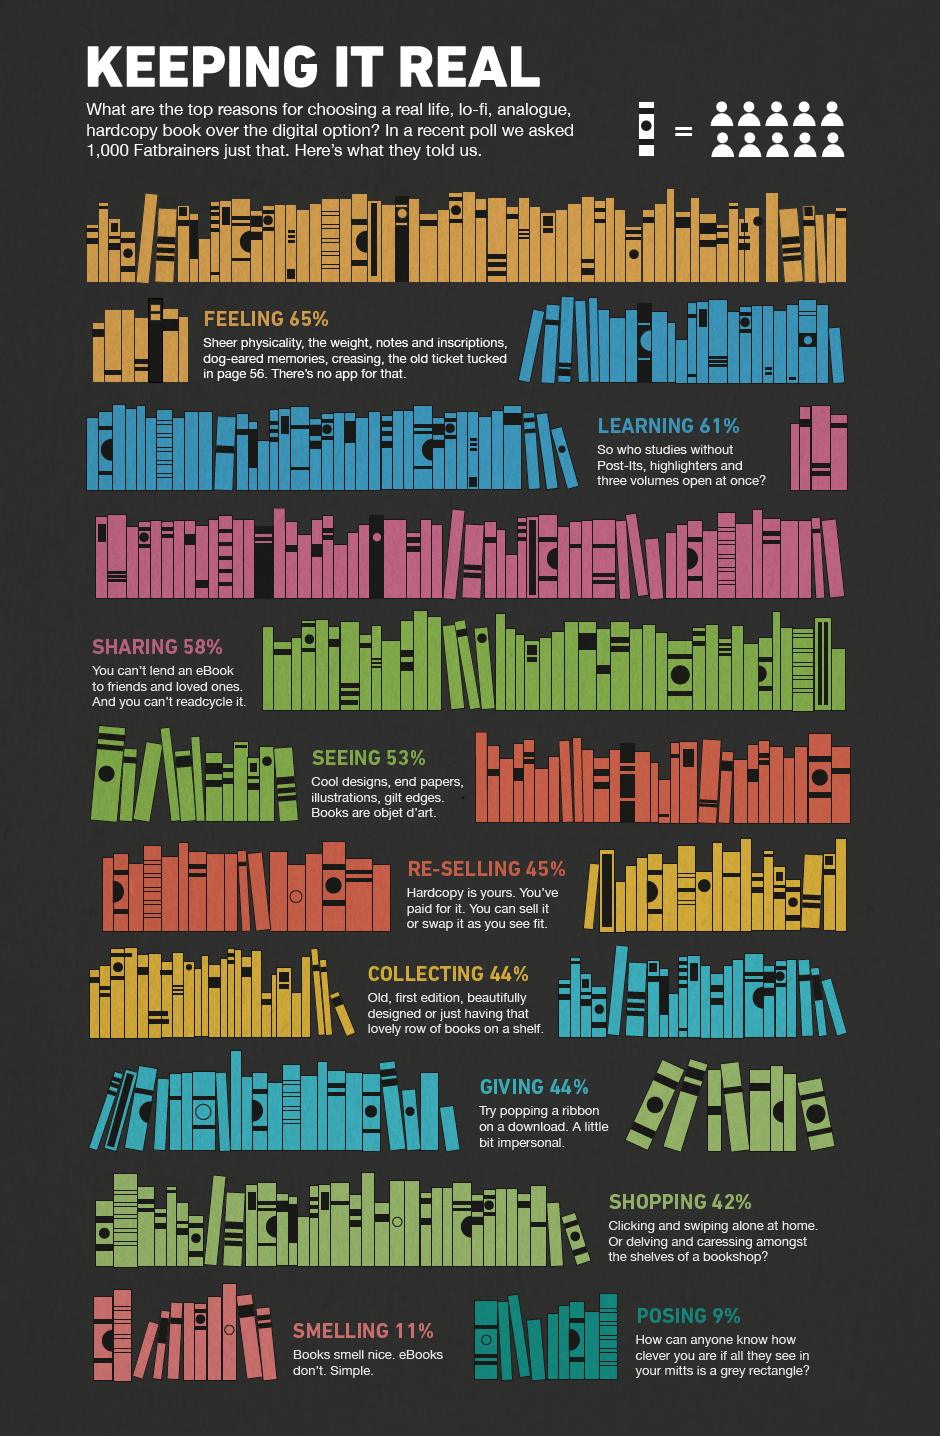 KEEPING IT REAL
What are the top reasons for choosing a real life, lo-fi, analogue,
hardcopy book over the digital option? In a recent poll we asked
1,000 Fatbrainers just that. Here's what they told us.
=
FEELING 65%
Sheer physicality, the weight, notes and inscriptions,
dog-eared memories, creasing, the old ticket tucked
in page 56. There's no app for that.
LEARNING 61%
So who studies without
Post-Its, highlighters and
three volumes open at once?
SHARING 58%
You can't lend an eBook
to friends and loved ones.
And you can't readcycle it.
SEEING 53%
Cool designs, end papers,
illustrations, gilt edges.
Books are objet d'art.
RE-SELLING 45%
Hardcopy is yours. You've
paid for it. You can sell it
or swap it as you see fit.
COLLECTING 44%
Old, first edition, beautifully
designed or just having that
lovely row of books on a shelf.
GIVING 44%
Try popping a ribbon
on a download. A little
bit impersonal.
SHOPPING 42%
Clicking and swiping alone at home.
Or delving and caressing amongst
the shelves of a bookshop?
SMELLING 11%
Books smell nice. eBooks
don't. Simple.
POSING 9%
How can anyone know how
clever you are if all they see in
your mitts is a grey rectangle?